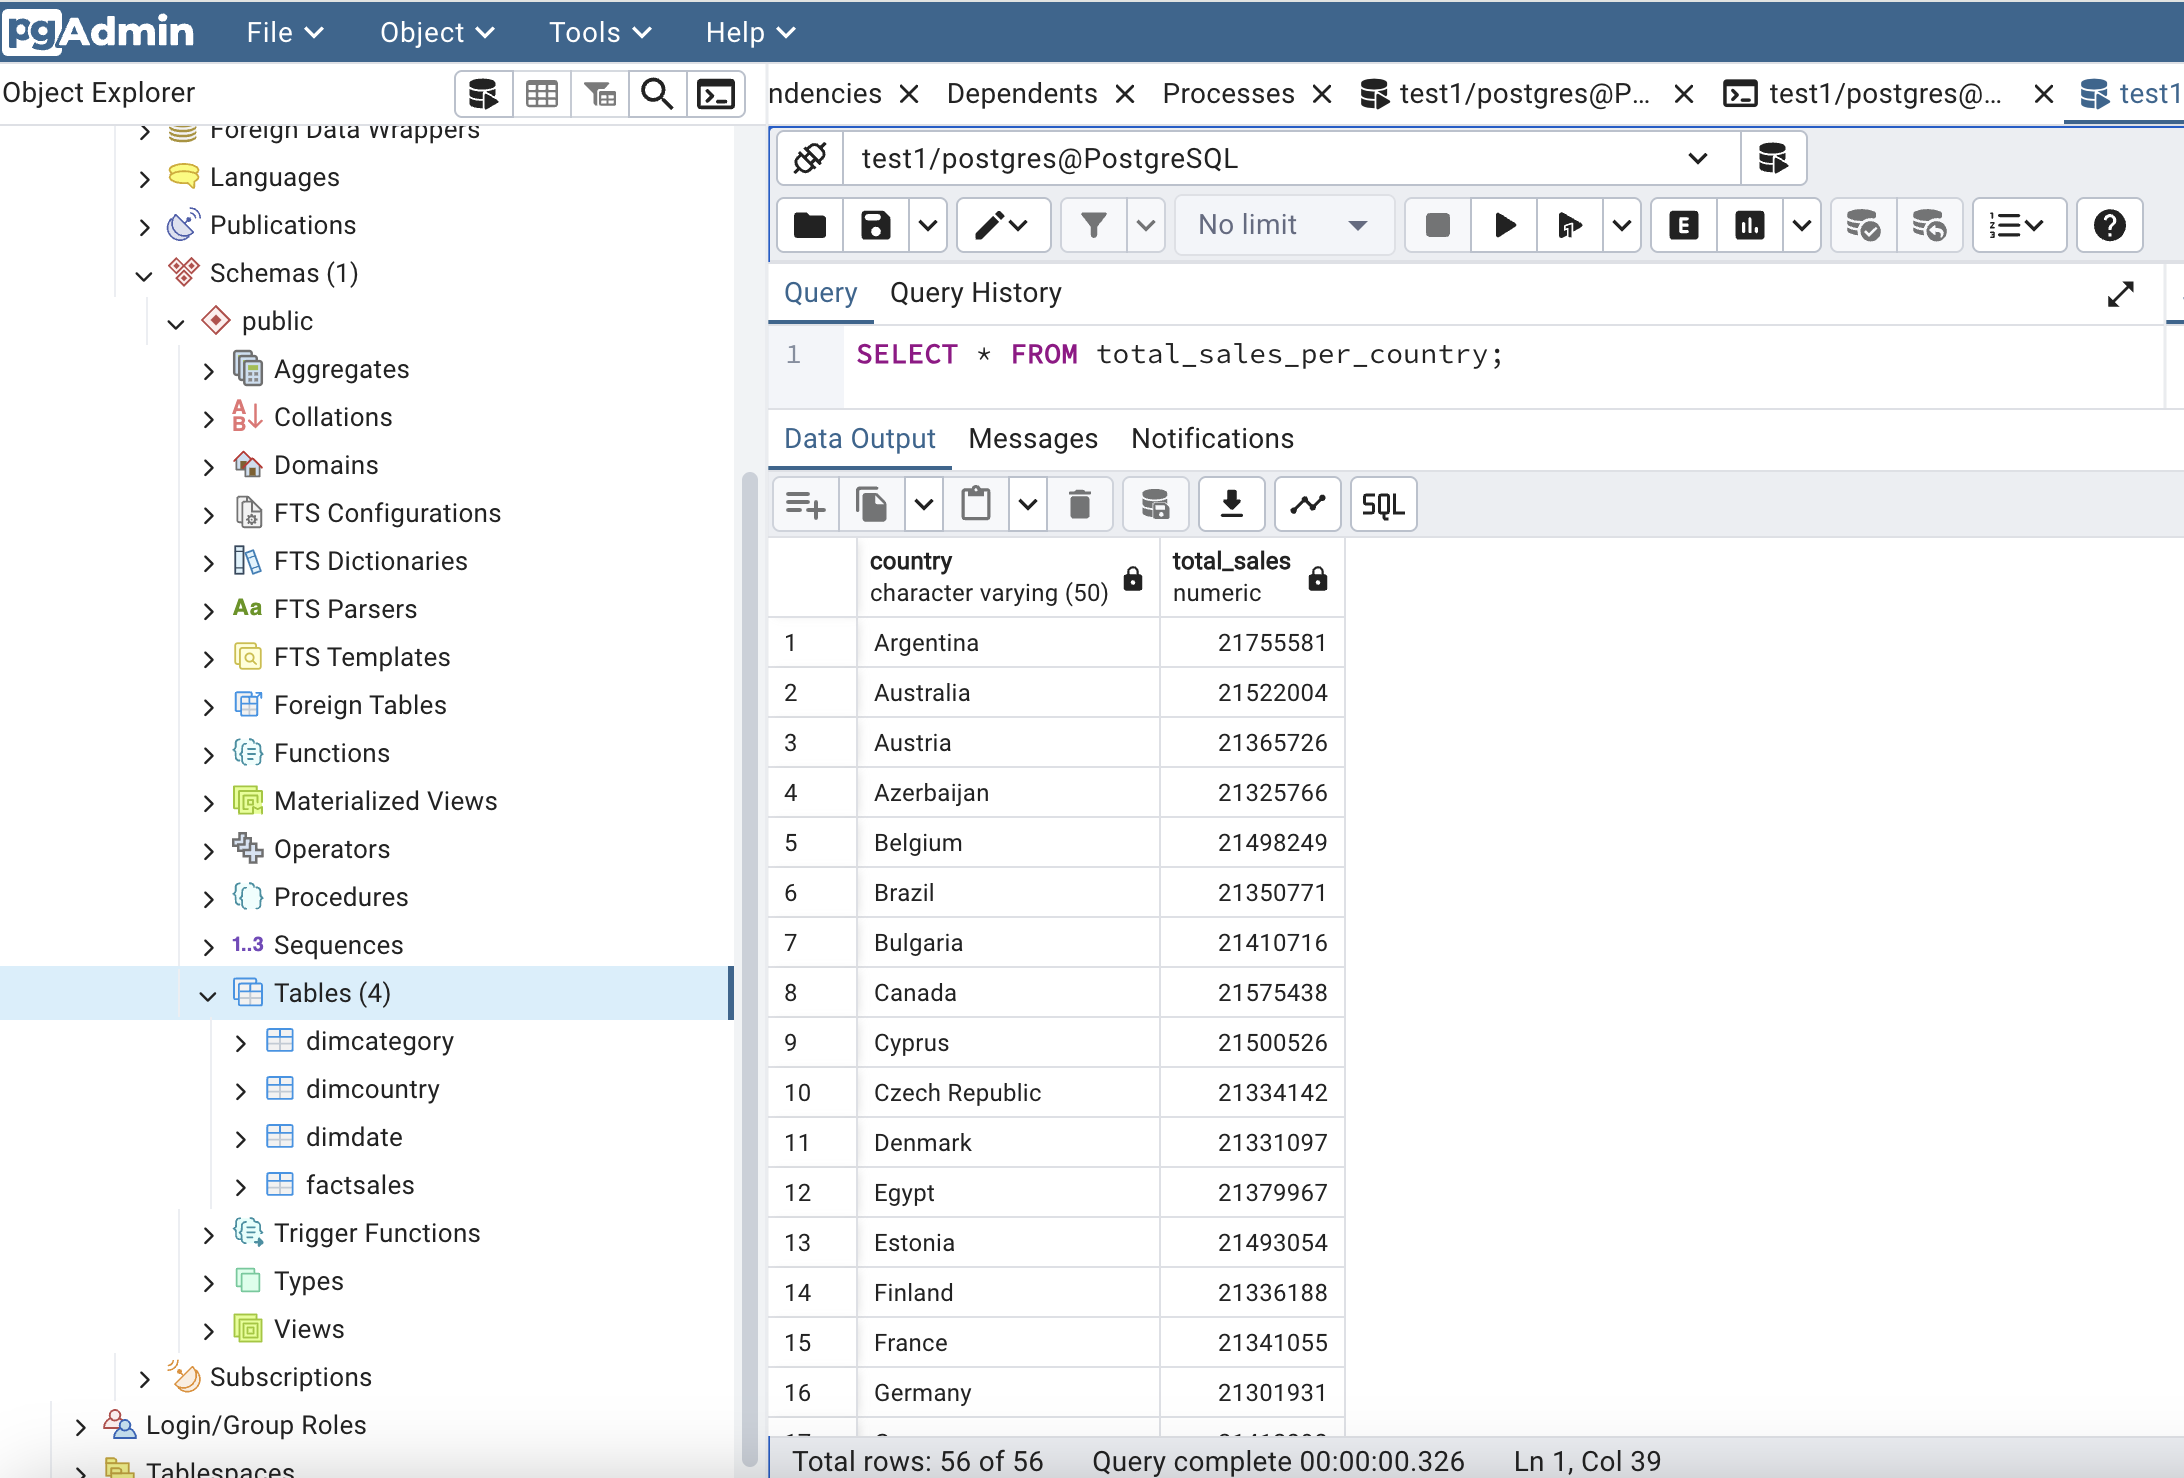 pgAdmin File Object Tools Help
Object Explorer
ndencies Dependents Processes test1/postgres@P... test1/postgres@... test1
Foreign Data Wrappers
Languages
Publications
Schemas (1)
public
Aggregates
Collations
Domains
FTS Configurations
FTS Dictionaries
Aa FTS Parsers
FTS Templates
Foreign Tables
Functions
Materialized Views
Operators
Procedures
1..3 Sequences
Tables (4)
dimcategory
dimcountry
dimdate
factsales
Trigger Functions
Types
Views
Subscriptions
Login/Group Roles
Tablespaces
test1/postgres@PostgreSQL
No limit E
Query Query History
1 SELECT * FROM total_sales_per_country;
Data Output Messages Notifications
SQL
country total_sales
character varying (50) numeric
1 Argentina 21755581
2 Australia 21522004
3 Austria 21365726
4 Azerbaijan 21325766
5 Belgium 21498249
6 Brazil 21350771
7 Bulgaria 21410716
8 Canada 21575438
9 Cyprus 21500526
10 Czech Republic 21334142
11 Denmark 21331097
12 Egypt 21379967
13 Estonia 21493054
14 Finland 21336188
15 France 21341055
16 Germany 21301931
Total rows: 56 of 56 Query complete 00:00:00.326 Ln 1, Col 39